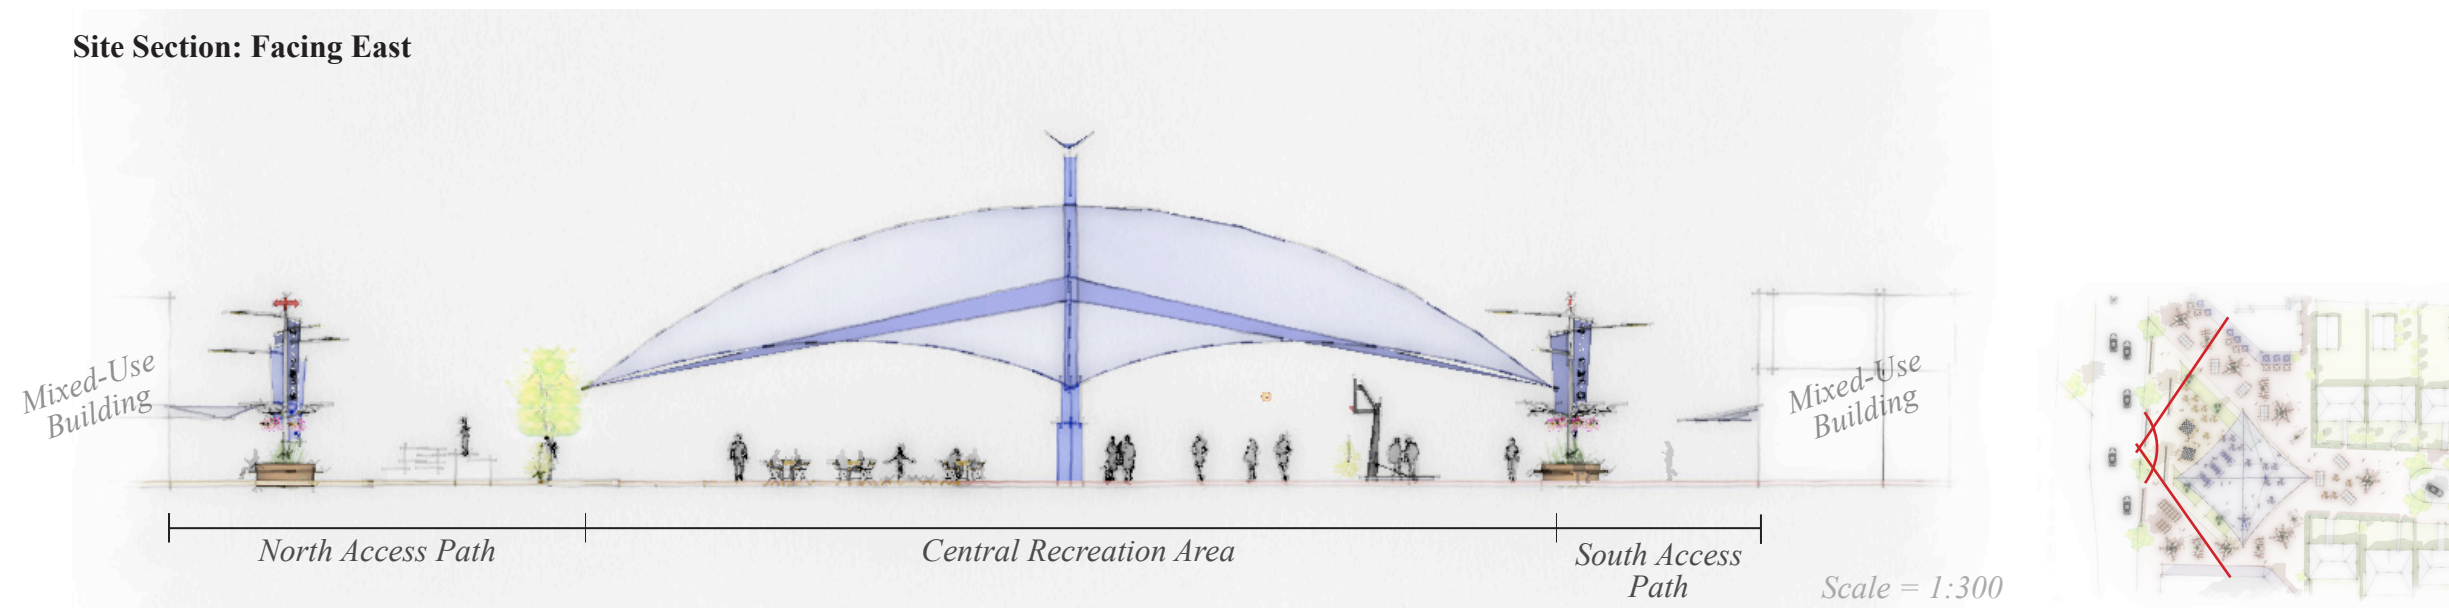 Site Section: Facing East
Mixed-Use
Building
Mixed-Use
Building
North Access Path
Central Recreation Area
South Access
Path
Scale = 1:300